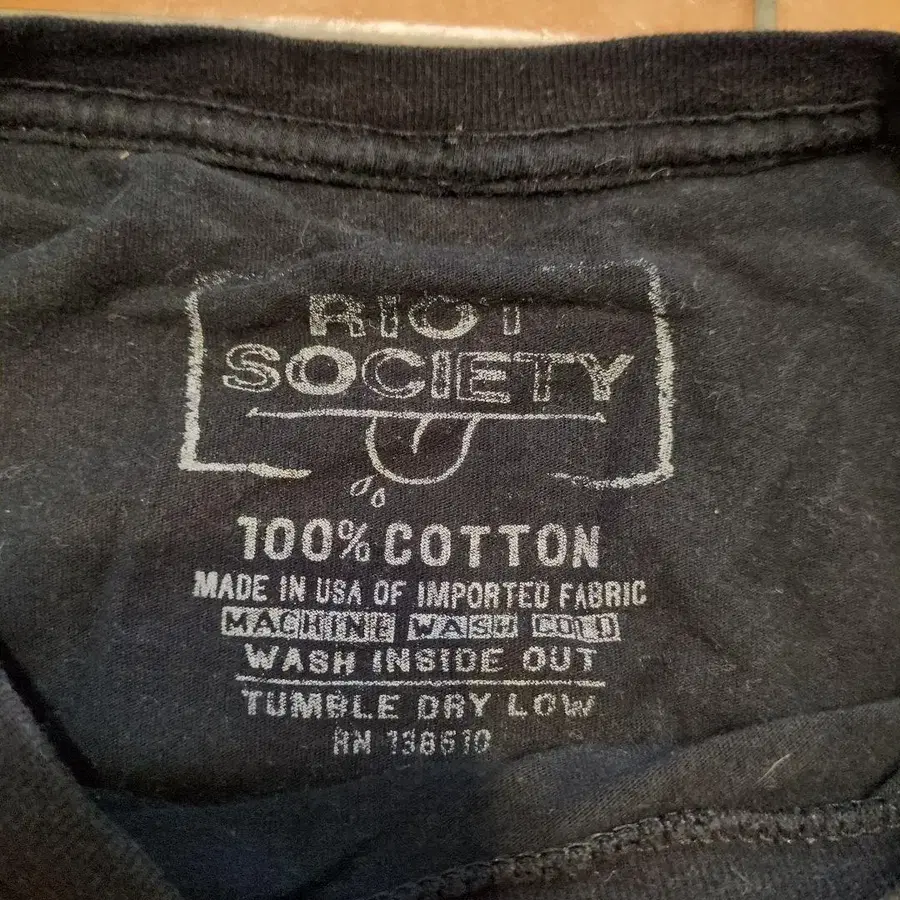 RIOT
SOCIETY
100% COTTON
MADE IN USA OF IMPORTED FABRIC
MACHINE WASH COLD
WASH INSIDE OUT
TUMBLE DRY LOW
RN 138610